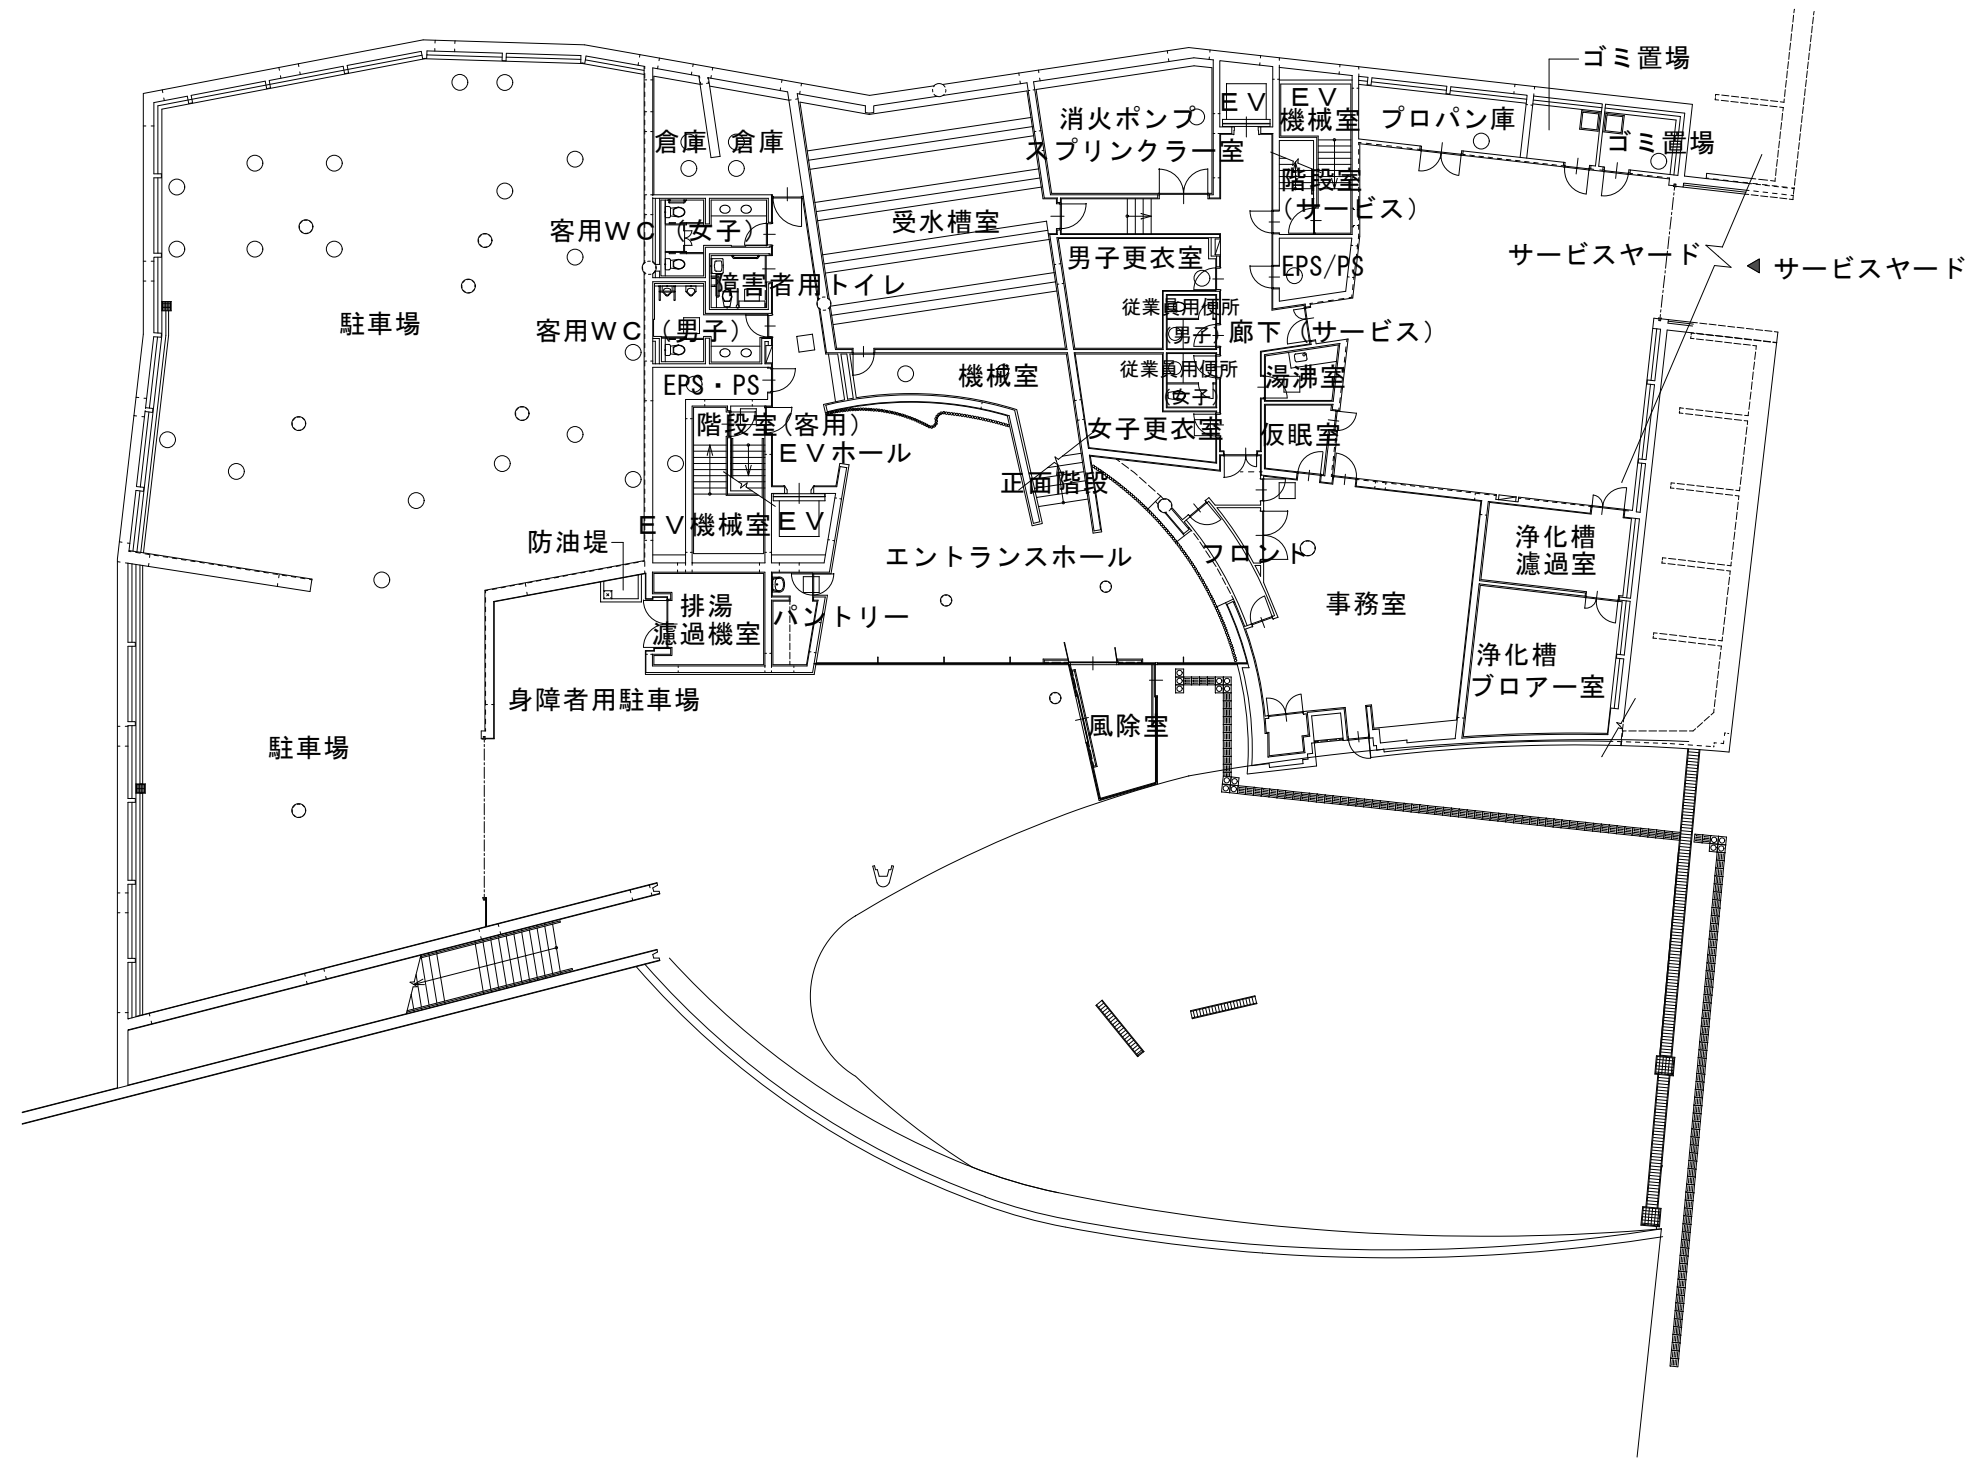 ゴミ置場
ＥＶ
ＥＶ
機械室
プロパン庫
ゴミ置場
消火ポンプ
スプリンクラー室
倉庫
倉庫
階段室
（サービス）
受水槽室
客用ＷＣ（女子）
男子更衣室
EPS/PS
サービスヤード
サービスヤード
障害者用トイレ
従業員用便所
（男子）
廊下（サービス）
駐車場
客用ＷＣ（男子）
機械室
従業員用便所
（女子）
湯沸室
EPS・PS
階段室(客用)
女子更衣室
仮眠室
ＥＶホール
正面階段
ＥＶ機械室
ＥＶ
防油堤
エントランスホール
フロント
浄化槽
濾過室
排湯
濾過機室
パントリー
事務室
浄化槽
ブロアー室
身障者用駐車場
風除室
駐車場